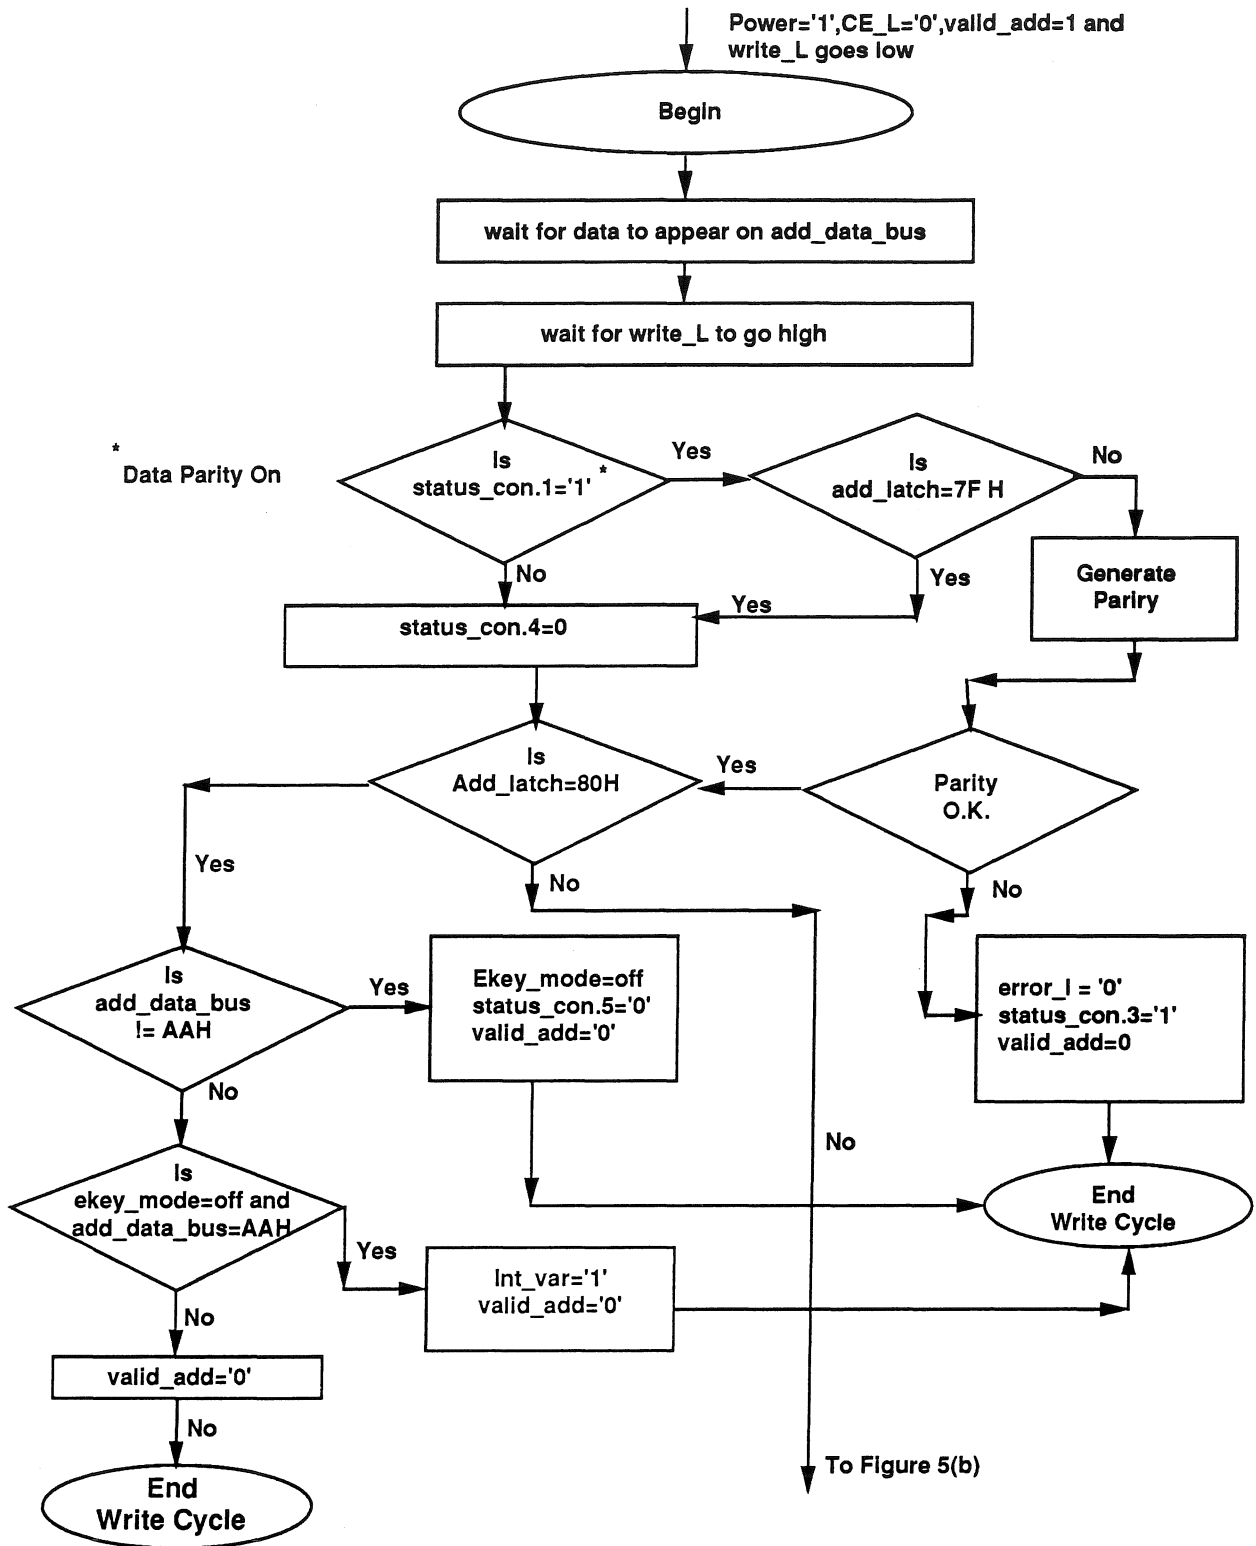 Power='1',CE_L='0',valid_add=1 and
write_L goes low
Begin
wait for data to appear on add_data_bus
wait for write_L to go high
*
Data Parity On
Is
status_con.1='1' *
Yes
Is
add_latch=7F H
No
No
Yes
Yes
Generate
Pariry
status_con.4=0
Is
Add_latch=80H
Yes
Parity
O.K.
Yes
No
No
Is
add_data_bus
!= AAH
Yes
Ekey_mode=off
status_con.5='0'
valid_add='0'
error_l = '0'
status_con.3='1'
valid_add=0
No
No
Is
ekey_mode=off and
add_data_bus=AAH
Yes
Int_var='1'
valid_add='0'
End
Write Cycle
No
valid_add='0'
No
To Figure 5(b)
End
Write Cycle